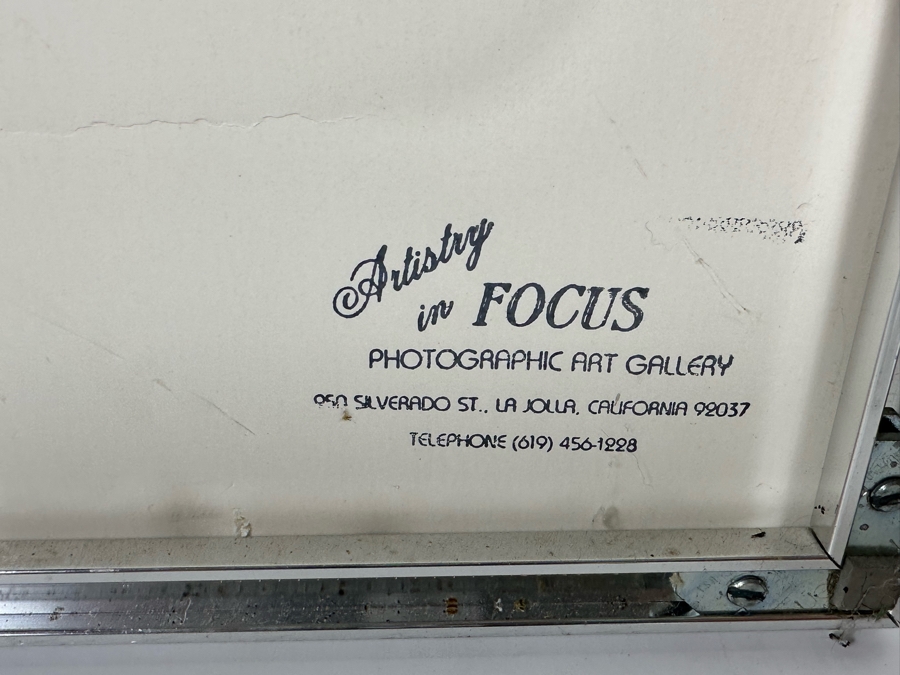 Artistry
in FOCUS
PHOTOGRAPHIC ART GALLERY
950 SILVERADO ST., LA JOLLA, CALIFORNIA 92037
TELEPHONE (619) 456-1228